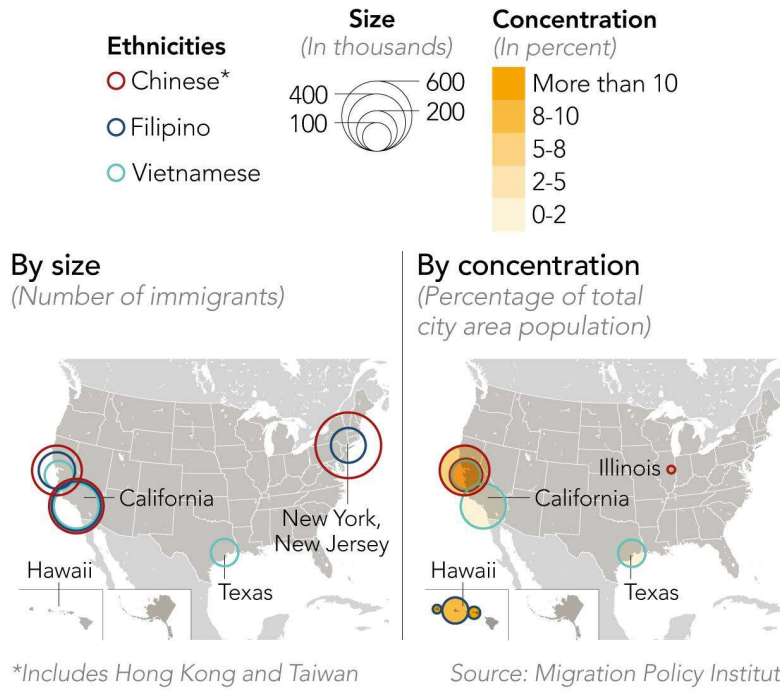 Ethnicities
Chinese*
Filipino
Vietnamese
Size
(In thousands)
600
400
200
100
Concentration
(In percent)
More than 10
8-10
5-8
2-5
0-2
By size
(Number of immigrants)
California
New York,
New Jersey
Hawaii
Texas
By concentration
(Percentage of total
city area population)
Illinois
California
Hawaii
Texas
*Includes Hong Kong and Taiwan
Source: Migration Policy Institut